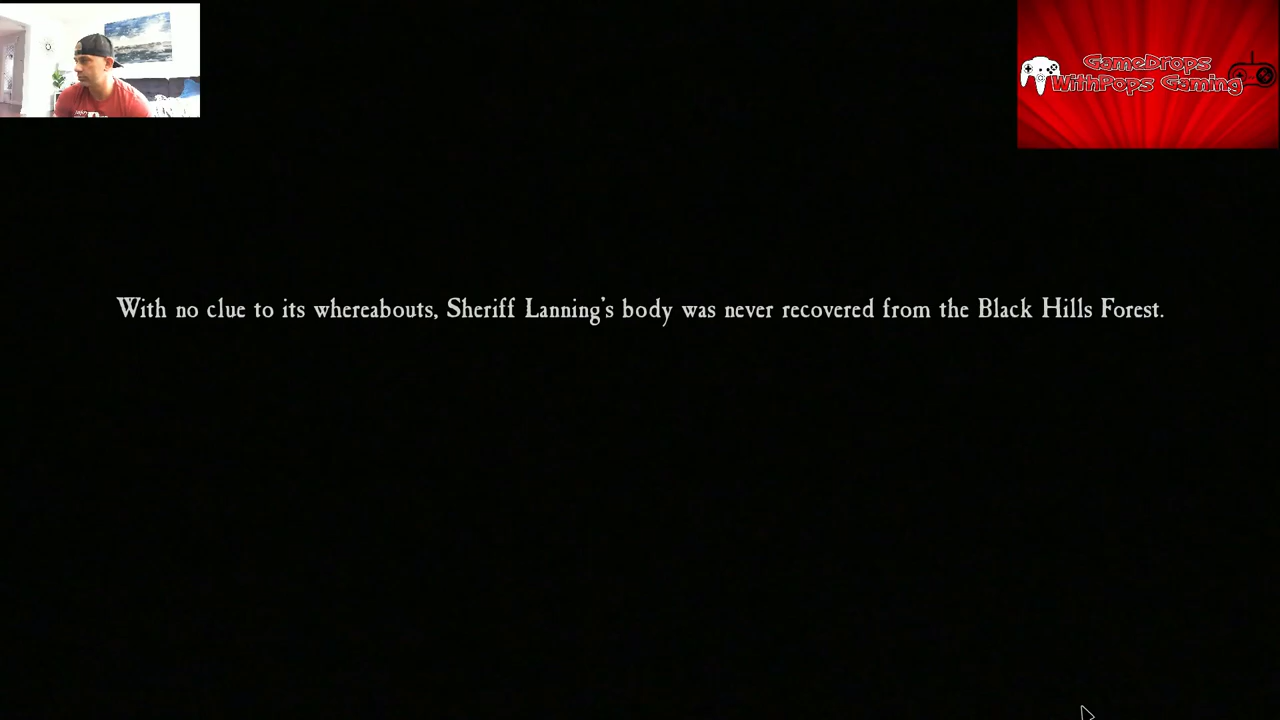 GameDrops
WithPops Gaming
With no clue to its whereabouts, Sheriff Lanning's body was never recovered from the Black Hills Forest.